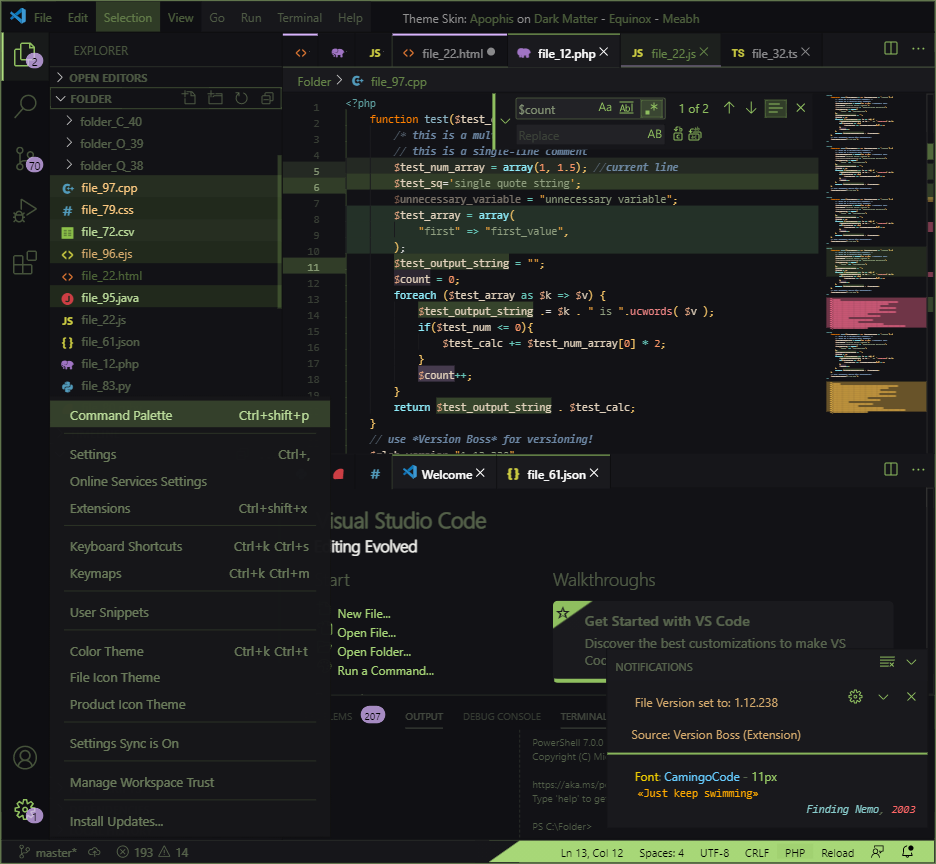 File Edit Selection View Go Run Terminal Help Theme Skin: Apophis on Dark Matter - Equinox - Meabh
2
EXPLORER
OPEN EDITORS
FOLDER
folder_C_40
folder_O_39
folder_Q_38
file_97.cpp
file_79.css
file_72.csv
file_96.ejs
file_22.html
file_95.java
file_22.js
file_61.json
file_12.php
file_83.py
70
JS file_22.html file_12.php JS file_22.js TS file_32.ts
Folder file_97.cpp
$count Aa Abl .* 1 of 2
Replace AB
1 <?php
2 function test($test_
3 /* this is a mul
4 // this is a single-line comment
5 $test_num_array = array(1, 1.5); //current line
6 $test_sq='single quote string';
7 $unnecessary_variable = "unnecessary variable";
8 $test_array = array(
9 "first" => "first_value",
10 );
11 $test_output_string = "";
12 $count = 0;
13 foreach ($test_array as $k => $v) {
14 $test_output_string .= $k . " is ".ucwords( $v );
15 if($test_num <= 0){
16 $test_calc += $test_num_array[0] * 2;
17 }
18 $count++;
19 }
return $test_output_string . $test_calc;
}
// use *Version Boss* for versioning!
Command Palette Ctrl+shift+p
Settings Ctrl+,
Online Services Settings
Extensions Ctrl+shift+x
Keyboard Shortcuts Ctrl+k Ctrl+s
Keymaps Ctrl+k Ctrl+m
User Snippets
Color Theme Ctrl+k Ctrl+t
File Icon Theme
Product Icon Theme
Settings Sync is On
Manage Workspace Trust
Install Updates...
1
# Welcome {} file_61.json
isual Studio Code
iting Evolved
art
New File...
Open File...
Open Folder...
Run a Command...
Walkthroughs
Get Started with VS Code
Discover the best customizations to make VS
Coc
LEMS 207 OUTPUT DEBUG CONSOLE TERMINAL
PowerShell 7.0.0
Copyright (C) Mi
https://aka.ms/p
Type 'help' to ge
PS C:\Folder>
NOTIFICATIONS
File Version set to: 1.12.238
Source: Version Boss (Extension)
Font: CamingoCode - 11px
«Just keep swimming»
Finding Nemo, 2003
master* 193 14 Ln 13, Col 12 Spaces: 4 UTF-8 CRLF PHP Reload